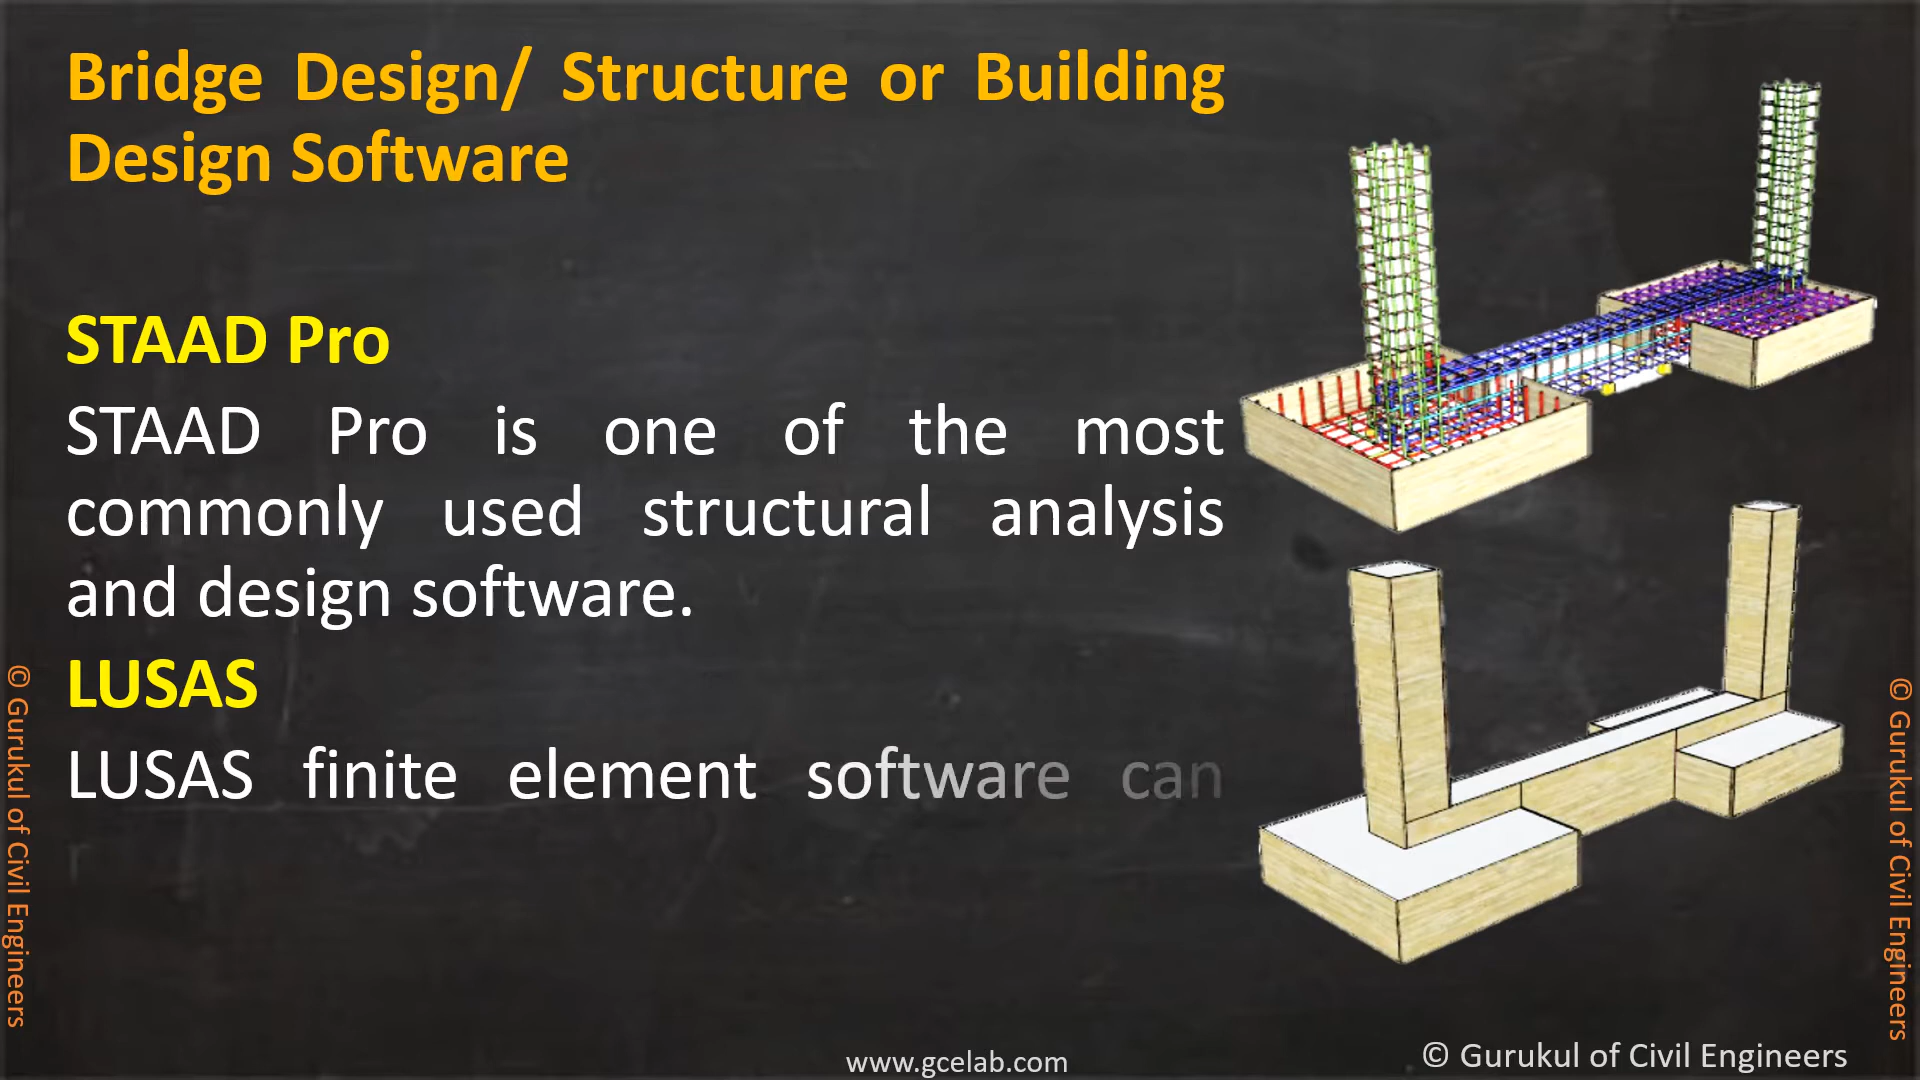 Bridge Design/ Structure or Building
Design Software
STAAD Pro
STAAD Pro is one of the most
commonly used structural analysis
and design software.
LUSAS
LUSAS finite element software can
© Gurukul of Civil Engineers
© Gurukul of Civil Engineers
www.gcelab.com
© Gurukul of Civil Engineers